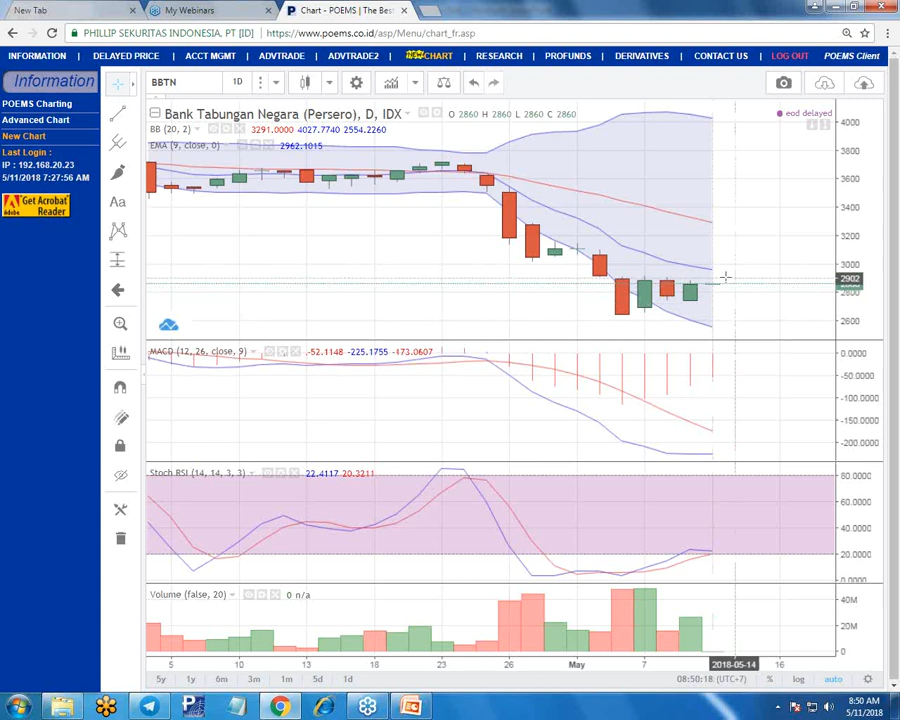 New Tab
My Webinars
Chart - POEMS | The Bes
PHILLIP SEKURITAS INDONESIA, PT [ID] https://www.poems.co.id/asp/Menu/chart_fr.asp
INFORMATION DELAYED PRICE ACCT MGMT ADVTRADE ADVTRADE2 NEW CHART RESEARCH PROFUNDS DERIVATIVES CONTACT US LOG OUT POEMS Client
Information
POEMS Charting
Advanced Chart
New Chart
Last Login :
IP : 192.168.20.23
5/11/2018 7:27:56 AM
Get Acrobat
Reader
BBTN 1D
Aa
Bank Tabungan Negara (Persero), D, IDX O 2860 H 2860 L 2860 C 2860
eod delayed
BB (20, 2) 3291.0000 4027.7740 2554.2260
EMA (9, close, 0) 2962.1015
4000
3800
3600
3400
3200
3000
2902
2800
2600
MACD (12, 26, close, 9) -52.1148 -225.1755 -173.0607
0.0000
-50.0000
-100.0000
-150.0000
-200.0000
Stoch RSI (14, 14, 3, 3) 22.4117 20.3211
80.0000
60.0000
40.0000
20.0000
0.0000
Volume (false, 20) 0 n/a
40M
20M
0
5 10 13 18 23 26 May 7 2018-05-14 16
5y 1y 6m 3m 1m 5d 1d
08:50:18 (UTC+7) % log auto
8:50 AM
5/11/2018